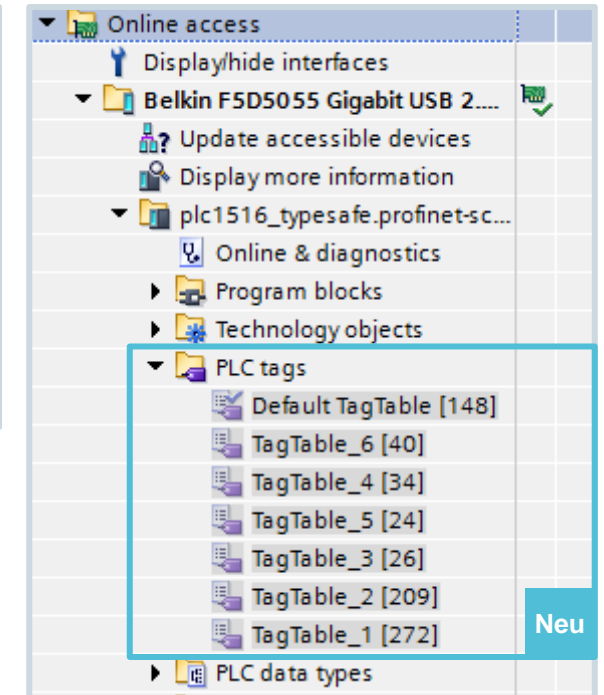 Online access
Display/hide interfaces
Belkin F5D5055 Gigabit USB 2....
Update accessible devices
Display more information
plc1516_typesafe.profinet-sc...
Online & diagnostics
Program blocks
Technology objects
PLC tags
Default TagTable [148]
TagTable_6 [40]
TagTable_4 [34]
TagTable_5 [24]
TagTable_3 [26]
TagTable_2 [209]
TagTable_1 [272]
Neu
PLC data types